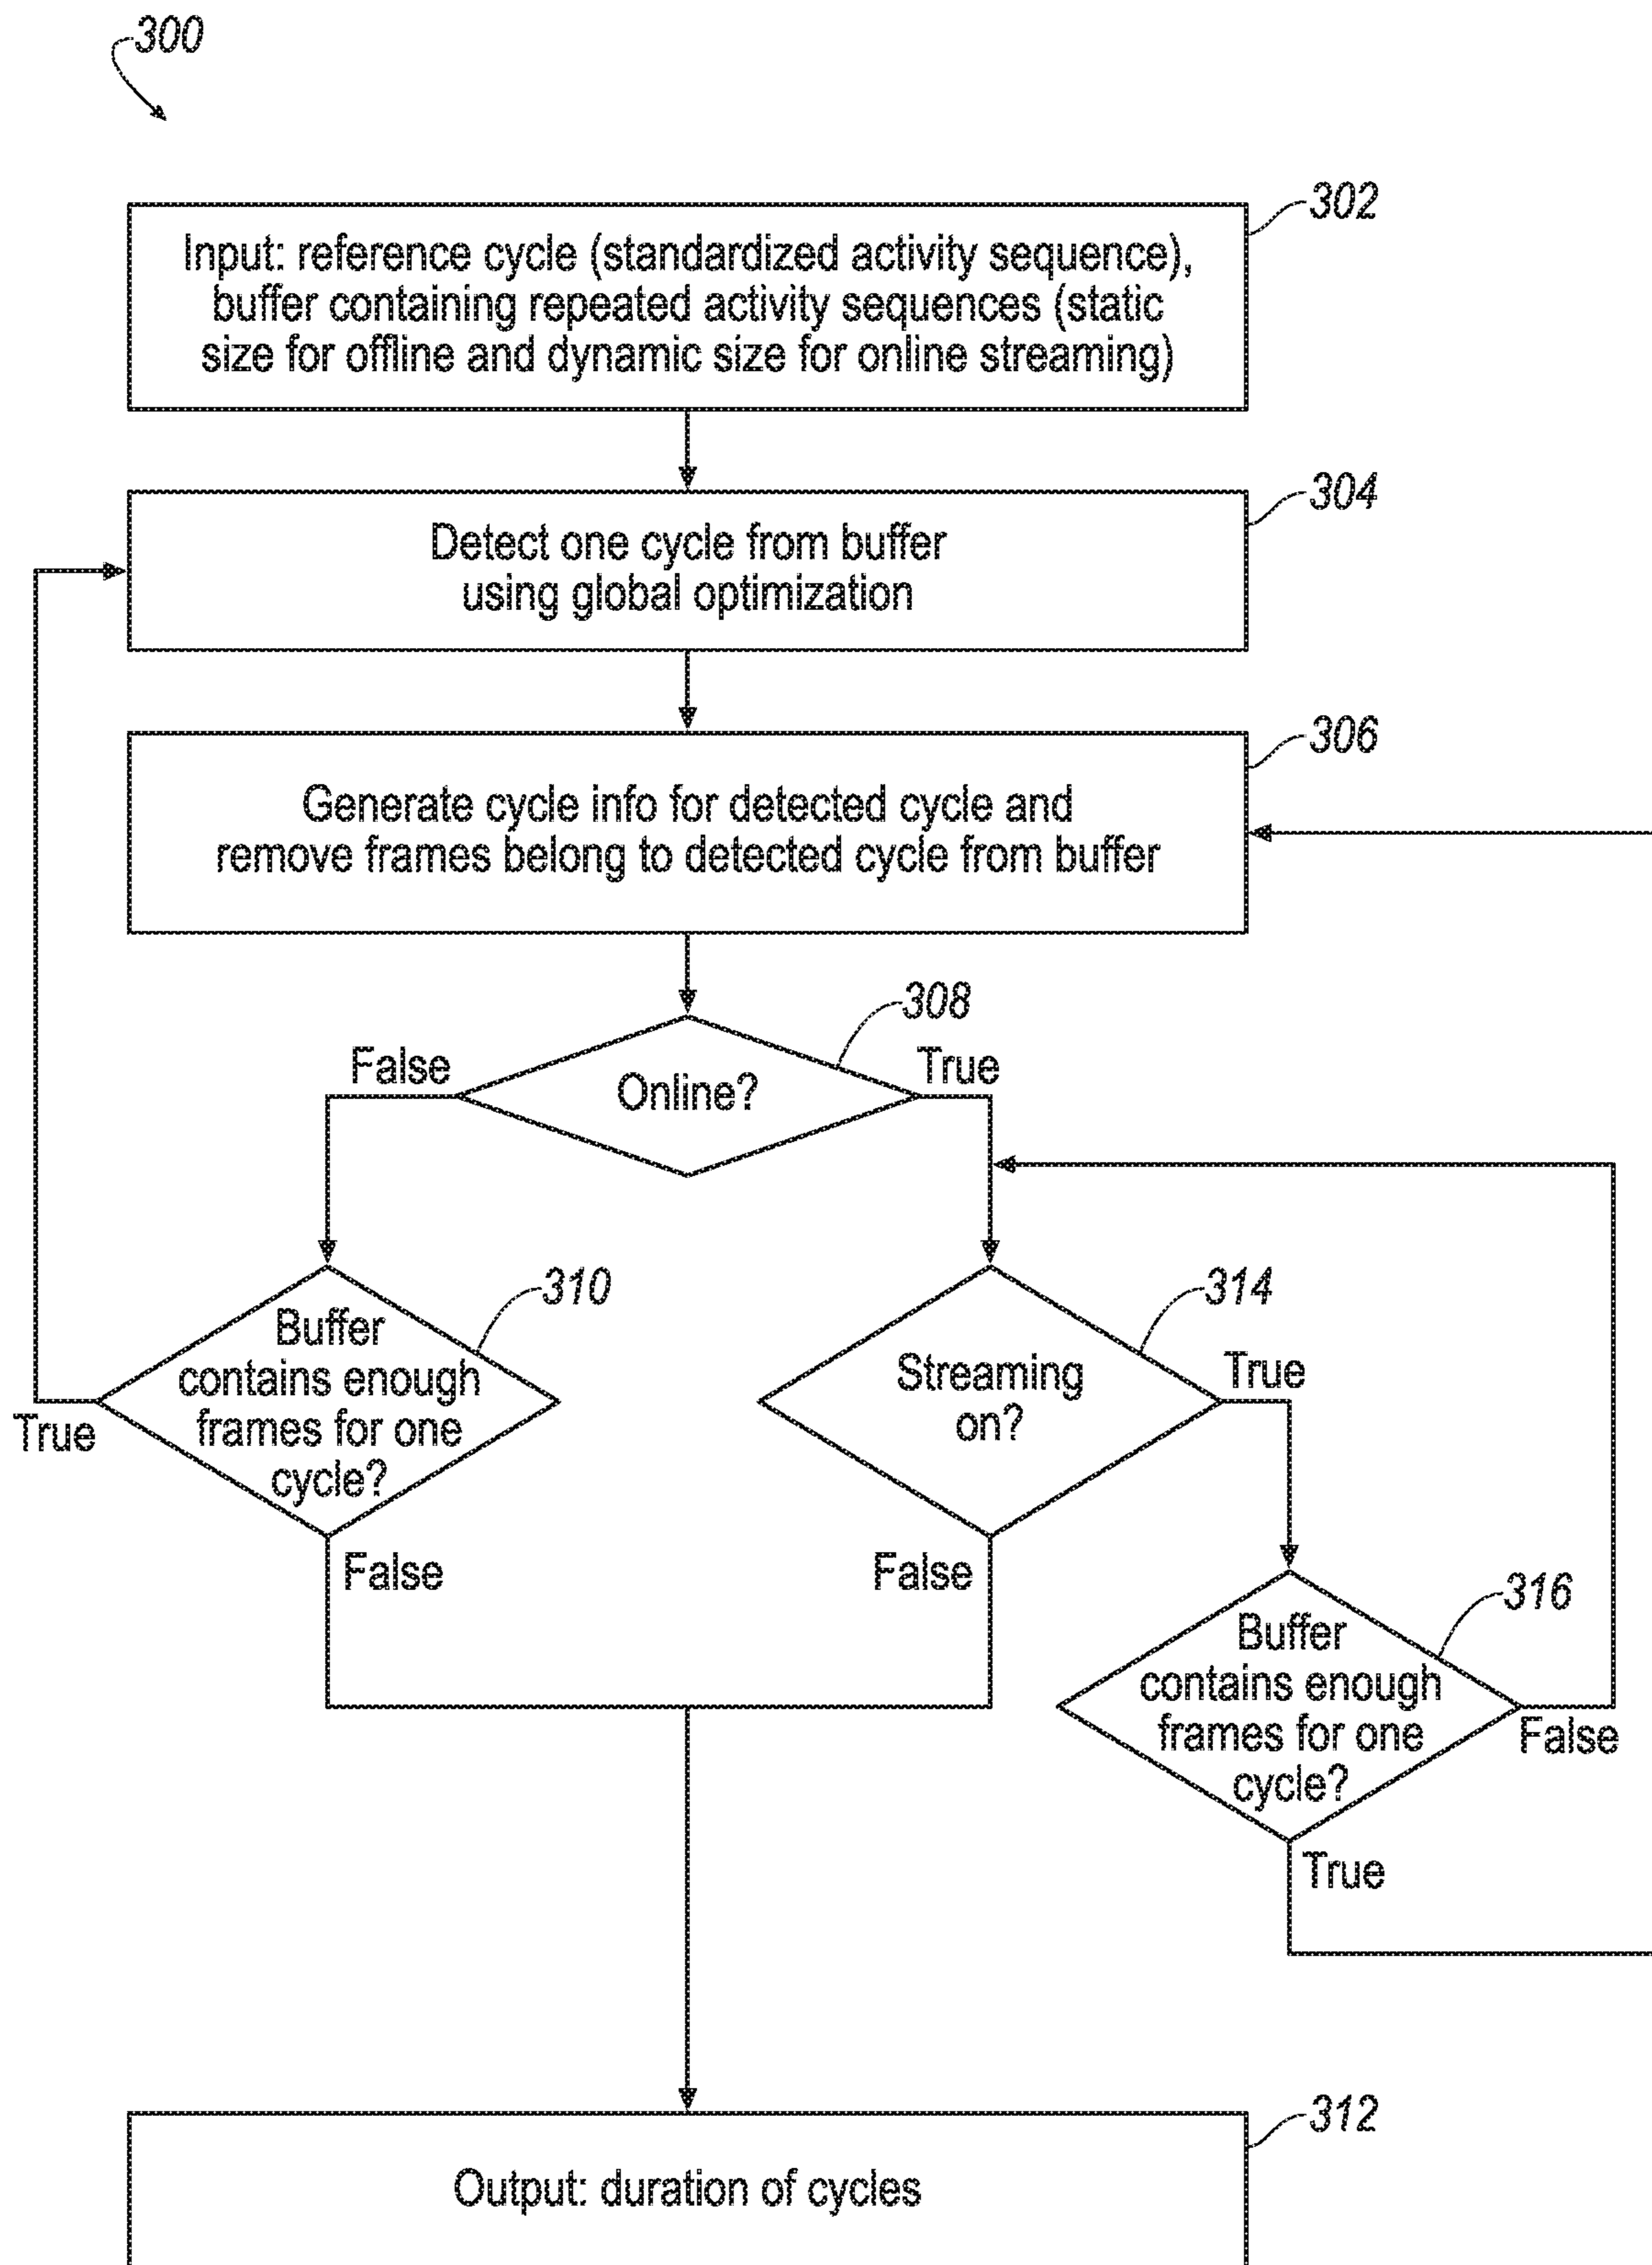 300
302
Input: reference cycle (standardized activity sequence),
buffer containing repeated activity sequences (static
size for offline and dynamic size for online streaming)
304
Detect one cycle from buffer
using global optimization
306
Generate cycle info for detected cycle and
remove frames belong to detected cycle from buffer
308
False
True
Online?
310
Buffer
contains enough
frames for one
cycle?
True
False
314
Streaming
on?
True
False
316
Buffer
contains enough
frames for one
cycle?
False
True
312
Output: duration of cycles